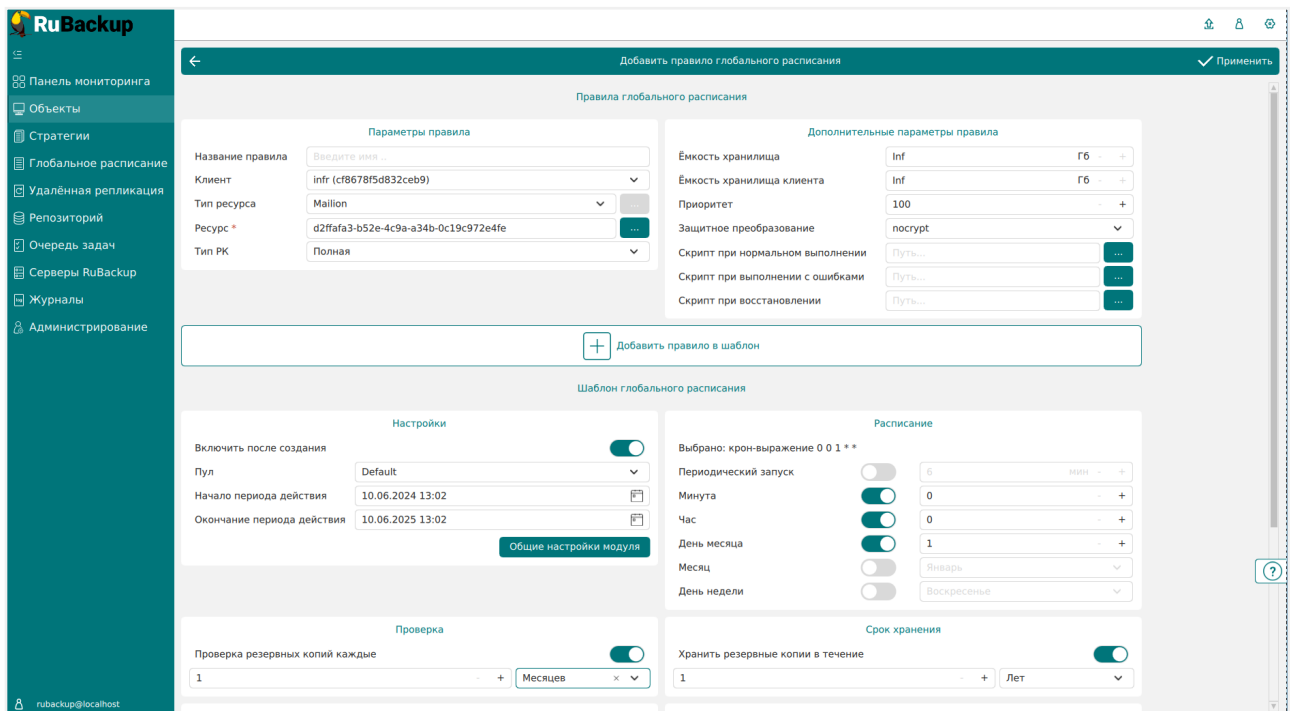 RuBackup
Панель мониторинга
Объекты
Стратегии
Глобальное расписание
Удалённая репликация
Репозиторий
Очередь задач
Серверы RuBackup
Журналы
Администрирование
rubackup@localhost
Добавить правило глобального расписания
Применить
Правила глобального расписания
Параметры правила
Название правила Введите имя ..
Клиент infr (cf8678f5d832ceb9)
Тип ресурса Mailion ...
Ресурс * d2ffafa3-b52e-4c9a-a34b-0c19c972e4fe ...
Тип РК Полная
Дополнительные параметры правила
Ёмкость хранилища Inf Гб - +
Ёмкость хранилища клиента Inf Гб - +
Приоритет 100 - +
Защитное преобразование nocrypt
Скрипт при нормальном выполнении Путь... ...
Скрипт при выполнении с ошибками Путь... ...
Скрипт при восстановлении Путь... ...
Добавить правило в шаблон
Шаблон глобального расписания
Настройки
Включить после создания
Пул Default
Начало периода действия 10.06.2024 13:02
Окончание периода действия 10.06.2025 13:02
Общие настройки модуля
Расписание
Выбрано: крон-выражение 0 0 1 * *
Периодический запуск 6 мин - +
Минута 0 - +
Час 0 - +
День месяца 1 - +
Месяц Январь
День недели Воскресенье
Проверка
Проверка резервных копий каждые
1 - + Месяцев ×
Срок хранения
Хранить резервные копии в течение
1 - + Лет
?